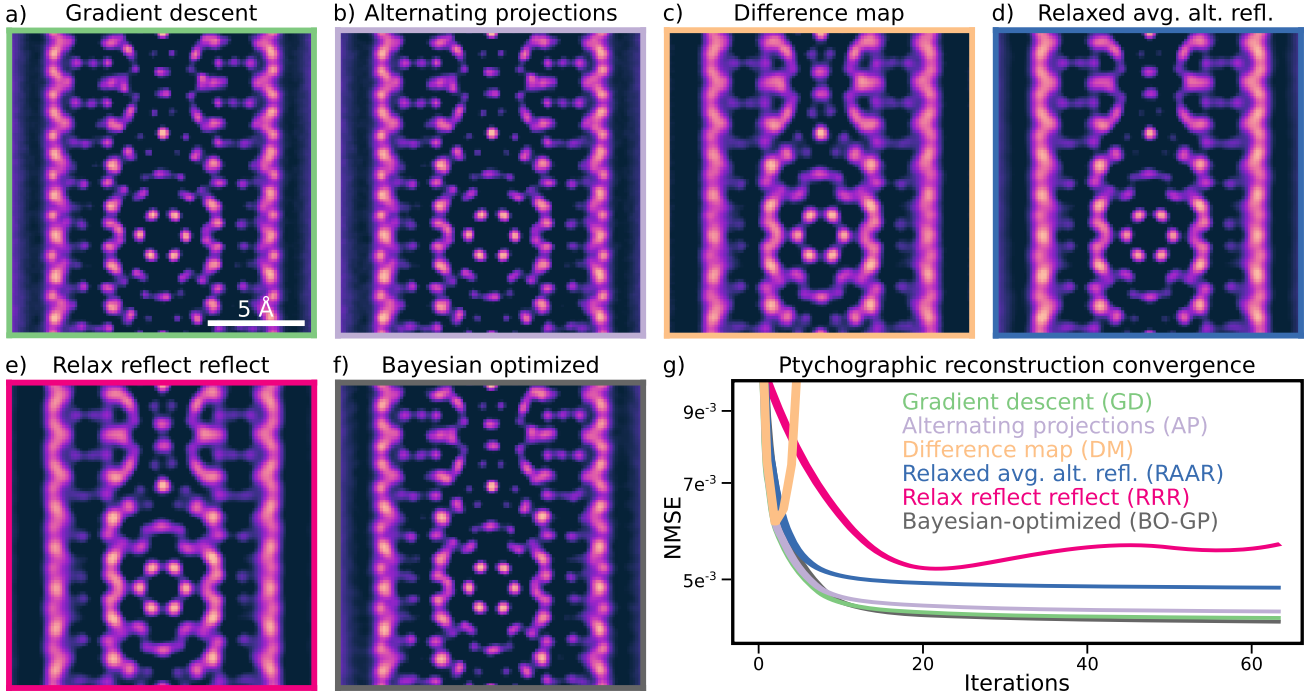 a) Gradient descent
b) Alternating projections
c) Difference map
d) Relaxed avg. alt. refl.
5 Å
e) Relax reflect reflect
f) Bayesian optimized
g) Ptychographic reconstruction convergence
Gradient descent (GD)
Alternating projections (AP)
Difference map (DM)
Relaxed avg. alt. refl. (RAAR)
Relax reflect reflect (RRR)
Bayesian-optimized (BO-GP)
NMSE
9e⁻³
7e⁻³
5e⁻³
0 20 40 60
Iterations